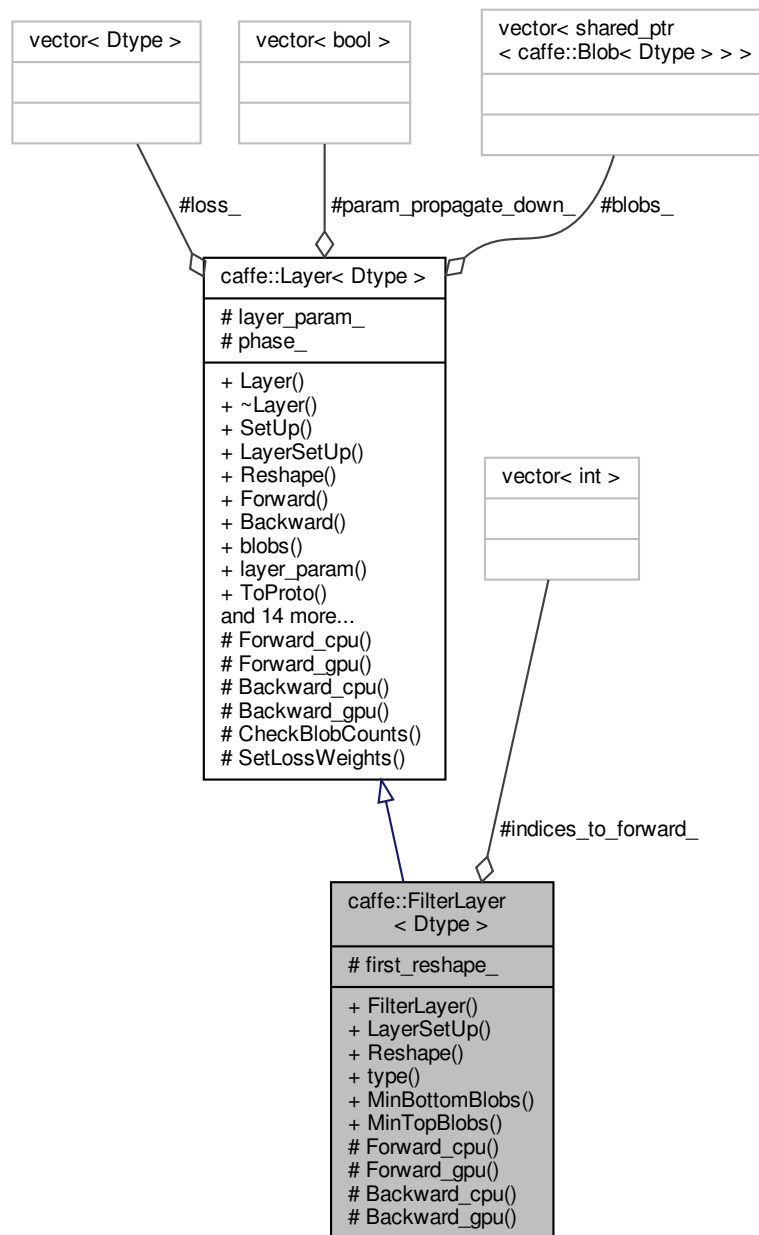 vector< Dtype >
vector< bool >
vector< shared_ptr
< caffe::Blob< Dtype > > >
#loss_
#param_propagate_down_
#blobs_
caffe::Layer< Dtype >
# layer_param_
# phase_
+ Layer()
+ ~Layer()
+ SetUp()
+ LayerSetUp()
+ Reshape()
+ Forward()
+ Backward()
+ blobs()
+ layer_param()
+ ToProto()
and 14 more...
# Forward_cpu()
# Forward_gpu()
# Backward_cpu()
# Backward_gpu()
# CheckBlobCounts()
# SetLossWeights()
vector< int >
#indices_to_forward_
caffe::FilterLayer
< Dtype >
# first_reshape_
+ FilterLayer()
+ LayerSetUp()
+ Reshape()
+ type()
+ MinBottomBlobs()
+ MinTopBlobs()
# Forward_cpu()
# Forward_gpu()
# Backward_cpu()
# Backward_gpu()